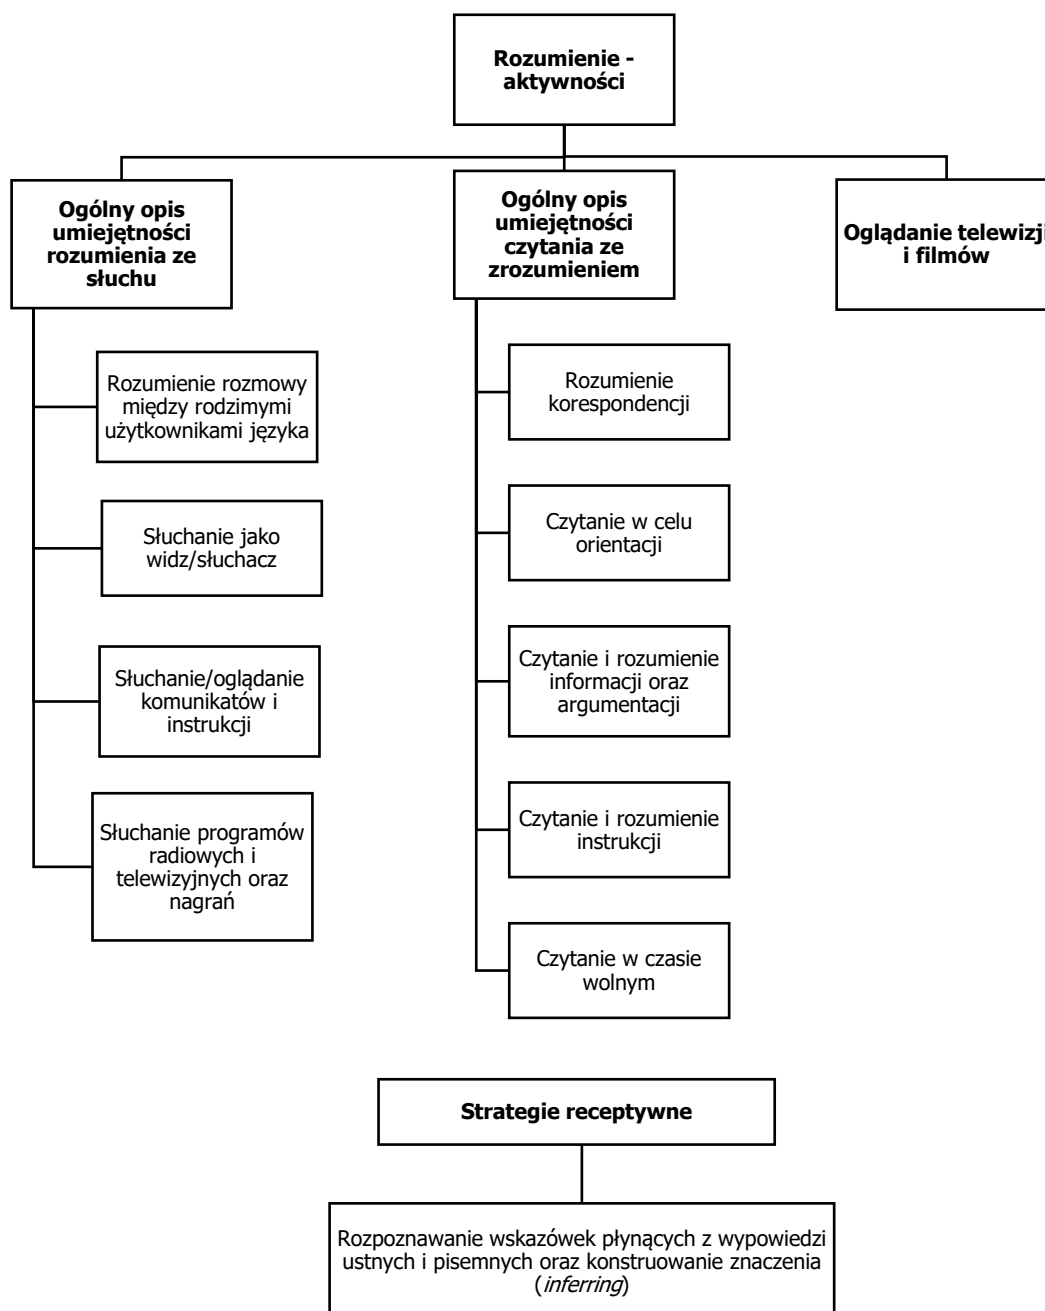 Rozumienie -
aktywności
Ogólny opis
umiejętności
rozumienia ze
słuchu
Ogólny opis
umiejętności
czytania ze
zrozumieniem
Oglądanie telewizji
i filmów
Rozumienie rozmowy
między rodzimymi
użytkownikami języka
Słuchanie jako
widz/słuchacz
Słuchanie/oglądanie
komunikatów i
instrukcji
Słuchanie programów
radiowych i
telewizyjnych oraz
nagrań
Rozumienie
korespondencji
Czytanie w celu
orientacji
Czytanie i rozumienie
informacji oraz
argumentacji
Czytanie i rozumienie
instrukcji
Czytanie w czasie
wolnym
Strategie receptywne
Rozpoznawanie wskazówek płynących z wypowiedzi
ustnych i pisemnych oraz konstruowanie znaczenia
(inferring)